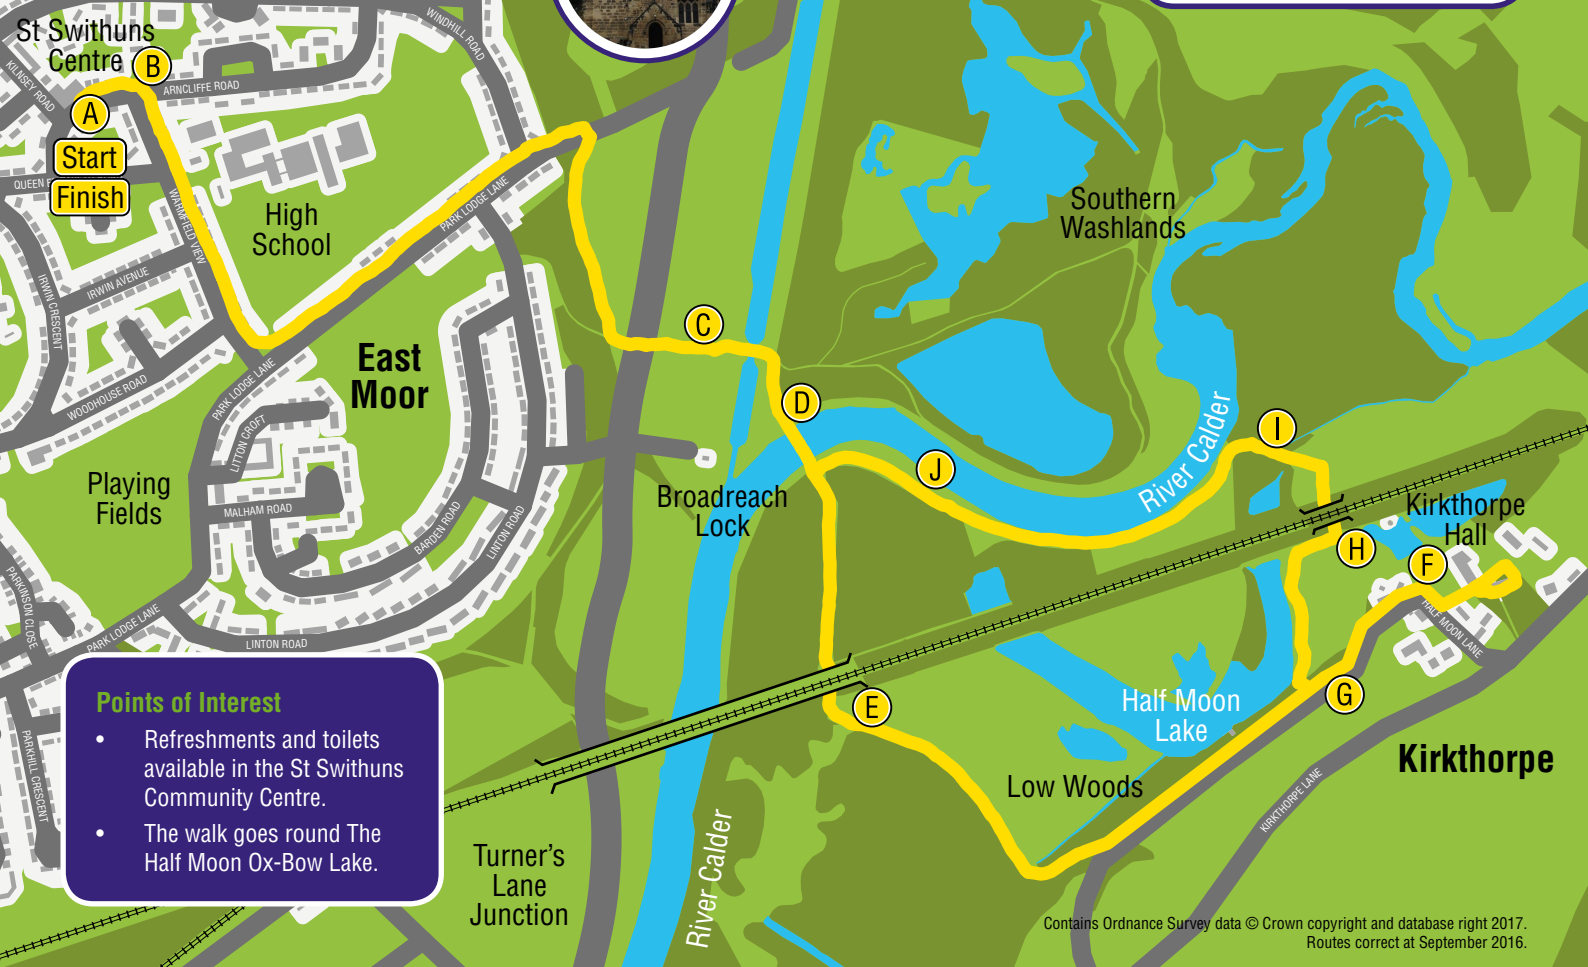 St Swithuns
Centre
B
A
Start
Finish
KILNSEY ROAD
ARNCLIFFE ROAD
WINDHILL ROAD
WARMFIELD VIEW
High
School
PARK LODGE LANE
IRWIN AVENUE
IRWIN CRESCENT
WOODHOUSE ROAD
PARK LODGE LANE
East
Moor
LITTON CROFT
Playing
Fields
MALHAM ROAD
BARDEN ROAD
LINTON ROAD
PARKINSON CLOSE
PARK LODGE LANE
LINTON ROAD
PARKHILL CRESCENT
C
D
Southern
Washlands
River Calder
I
J
Broadreach
Lock
Kirkthorpe
Hall
H
F
HALF MOON LANE
G
E
Half Moon
Lake
Low Woods
Kirkthorpe
KIRKTHORPE LANE
River Calder
Turner’s
Lane
Junction
Points of Interest
• Refreshments and toilets
available in the St Swithuns
Community Centre.
• The walk goes round The
Half Moon Ox-Bow Lake.
Contains Ordnance Survey data © Crown copyright and database right 2017.
Routes correct at September 2016.